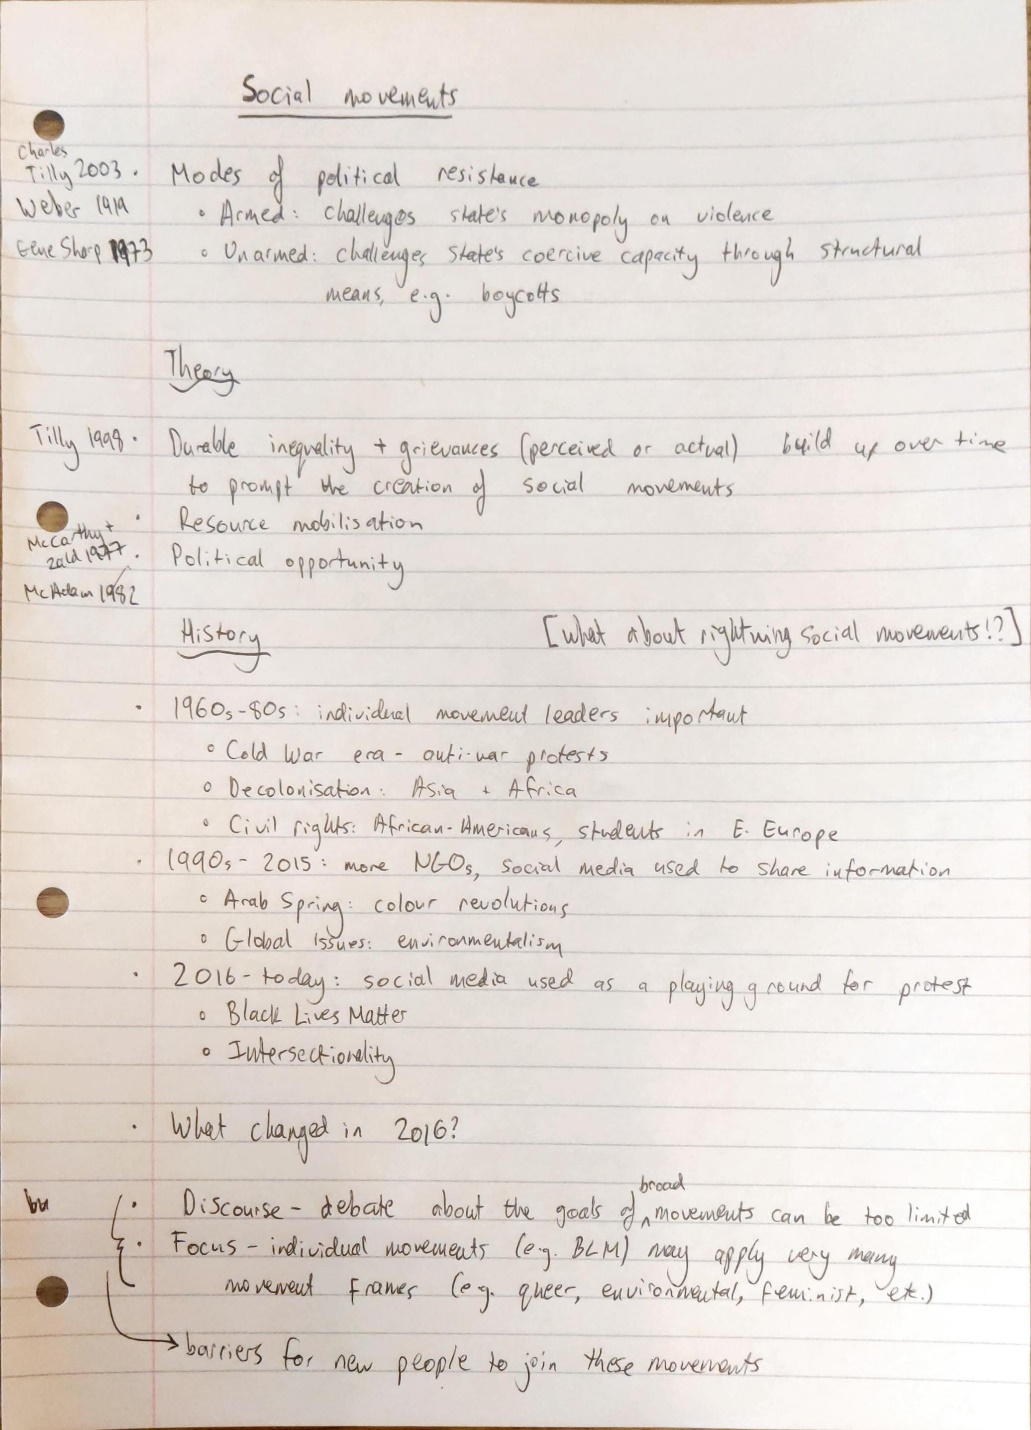 Social movements
Charles
Tilly 2003 · Modes of political resistance
Weber 1919 • Armed: challenges state's monopoly on violence
Gene Sharp 1973 ∘ Unarmed: challenges state's coercive capacity through structural
means, e.g. boycotts
Theory
Tilly 1998 · Durable inequality + grievances (perceived or actual) build up over time
to prompt the creation of social movements
· Resource mobilisation
McCarthy +
Zald 1977 · Political opportunity
McAdam 1982
History [What about rightwing social movements!?]
· 1960s-80s: individual movement leaders important
∘ Cold War era - anti-war protests
∘ Decolonisation: Asia + Africa
∘ Civil rights: African-Americans, students in E. Europe
· 1990s - 2015: more NGOs, social media used to share information
∘ Arab Spring: colour revolutions
∘ Global issues: environmentalism
· 2016 - today: social media used as a playing ground for protest
∘ Black Lives Matter
∘ Intersectionality
· What changed in 2016?
· Discourse - debate about the goals of broad movements can be too limited
· Focus - individual movements (e.g. BLM) may apply very many
movement frames (e.g. queer, environmental, feminist, etc.)
→ barriers for new people to join these movements